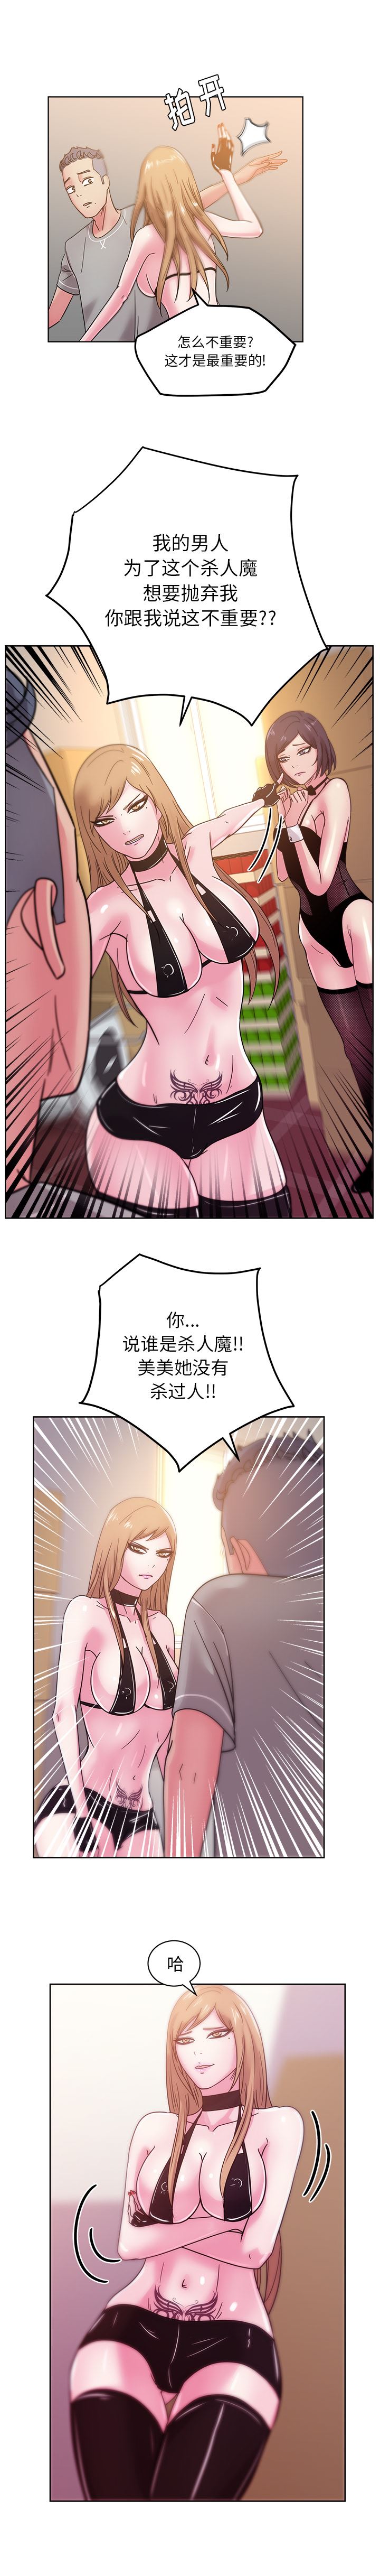 拍开
怎么不重要?
这才是最重要的!
我的男人
为了这个杀人魔
想要抛弃我
你跟我说这不重要??
你...
说谁是杀人魔!!
美美她没有
杀过人!!
哈